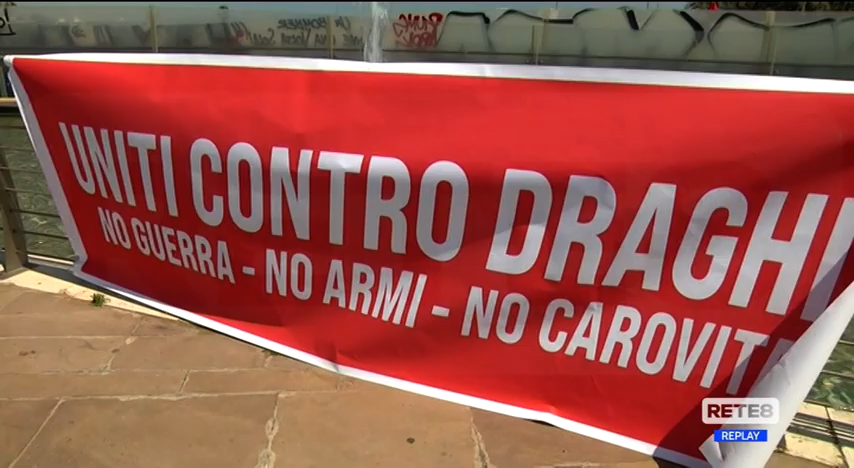 UNITI CONTRO DRAGHI
NO GUERRA - NO ARMI - NO CAROVITA
RETE8
REPLAY